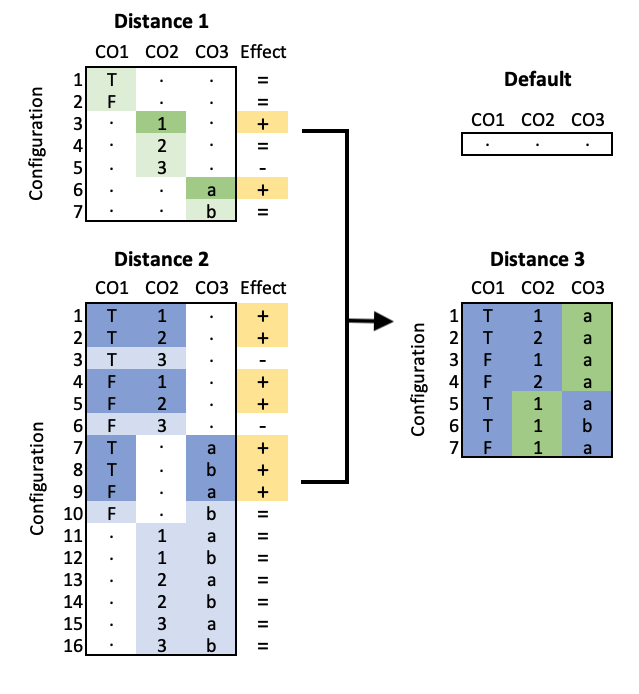 Distance 1
CO1 CO2 CO3 Effect
Configuration
1 T · · =
2 F · · =
3 · 1 · +
4 · 2 · =
5 · 3 · -
6 · · a +
7 · · b =
Default
CO1 CO2 CO3
· · ·
Distance 2
CO1 CO2 CO3 Effect
Configuration
1 T 1 · +
2 T 2 · +
3 T 3 · -
4 F 1 · +
5 F 2 · +
6 F 3 · -
7 T · a +
8 T · b +
9 F · a +
10 F · b =
11 · 1 a =
12 · 1 b =
13 · 2 a =
14 · 2 b =
15 · 3 a =
16 · 3 b =
Distance 3
CO1 CO2 CO3
Configuration
1 T 1 a
2 T 2 a
3 F 1 a
4 F 2 a
5 T 1 a
6 T 1 b
7 F 1 a